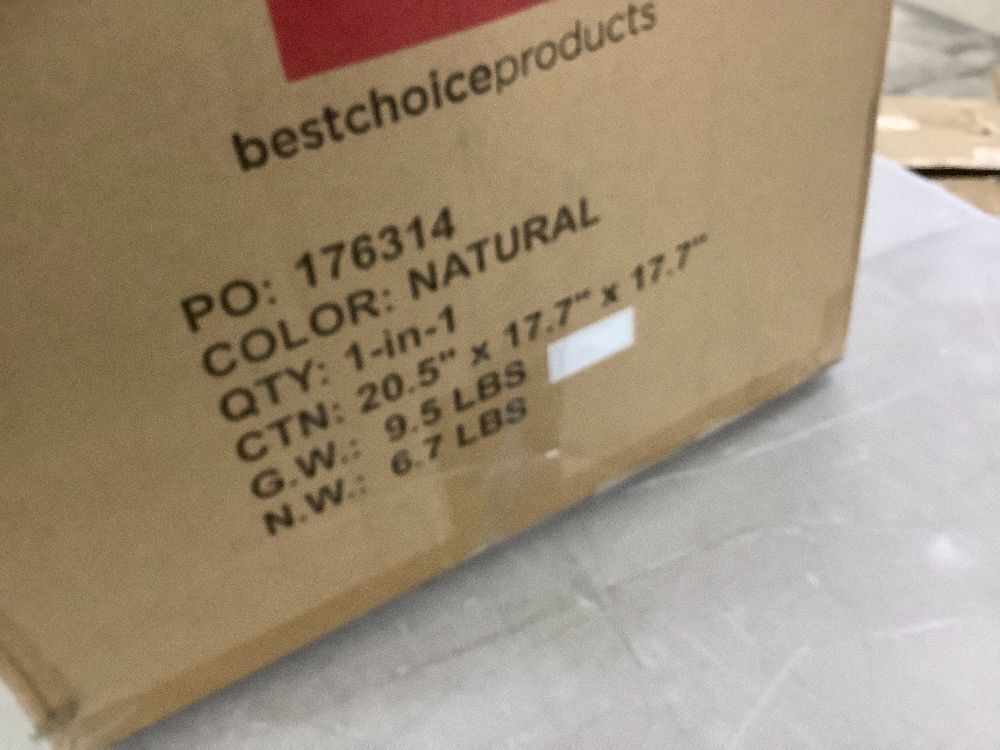 bestchoiceproducts
PO: 176314
COLOR: NATURAL
QTY: 1-in-1
CTN: 20.5" x 17.7" x 17.7"
G.W.: 9.5 LBS
N.W.: 6.7 LBS